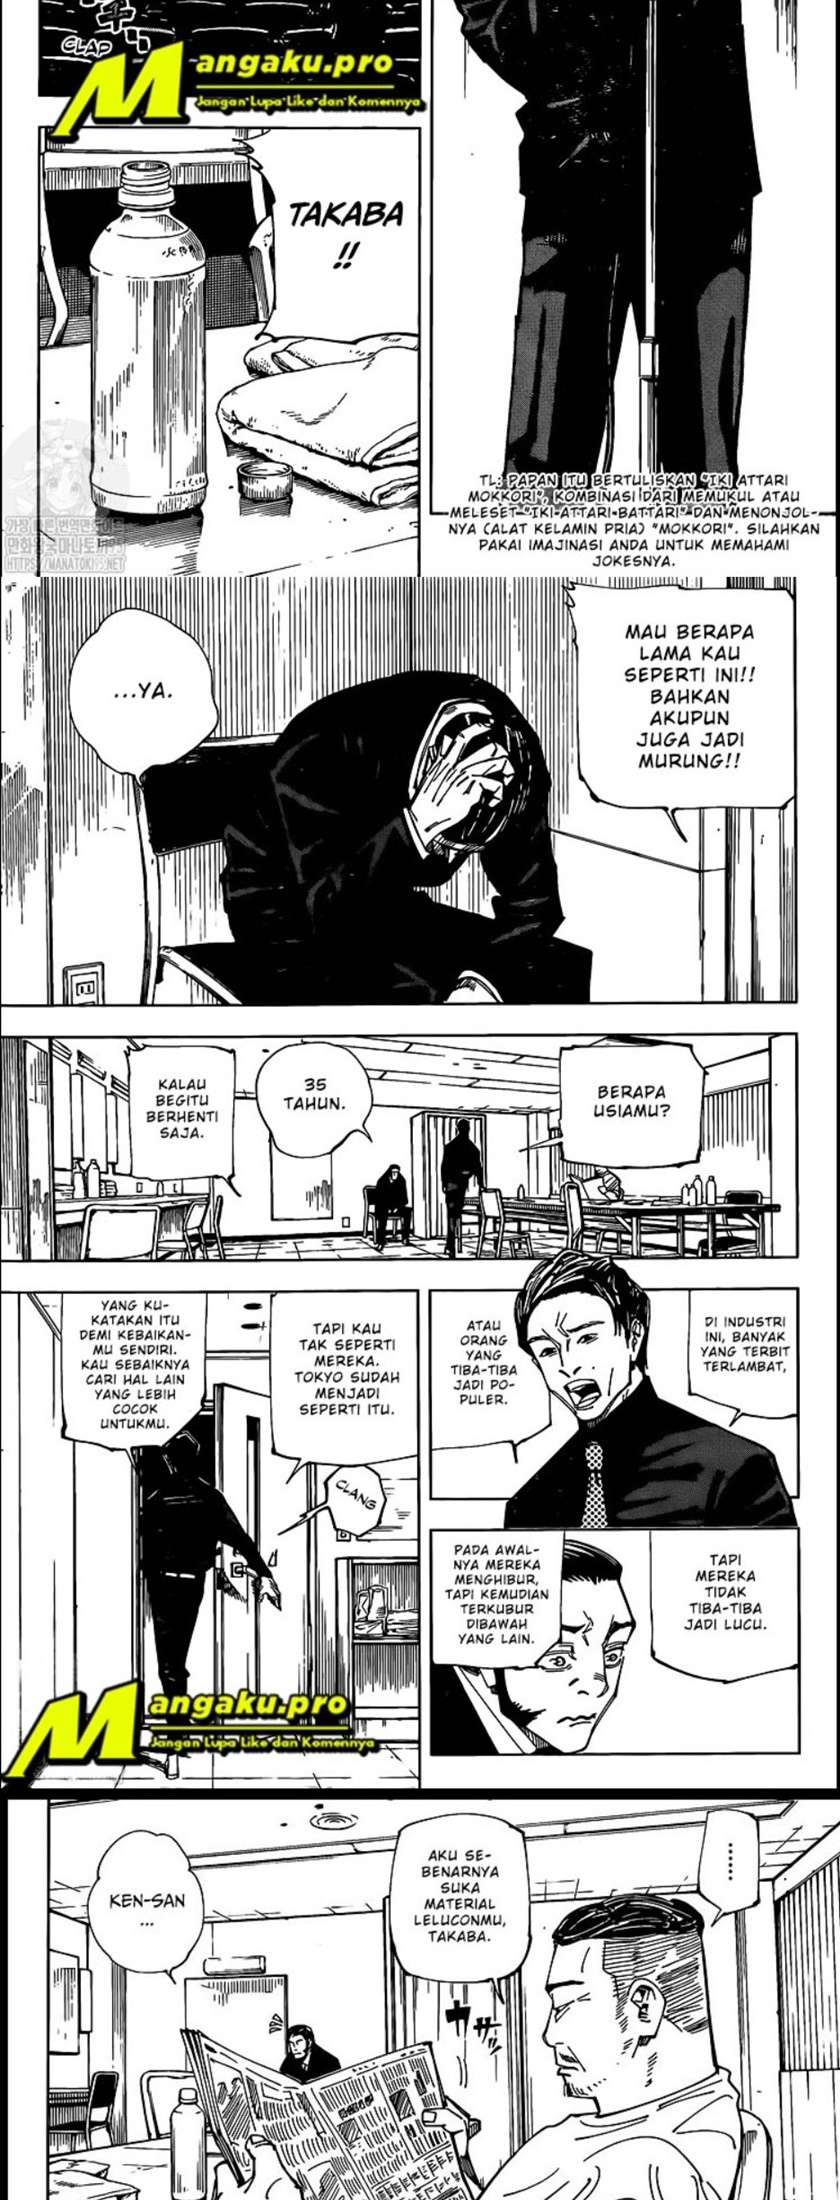 CLAP
Mangaku.pro
Jangan Lupa Like dan Komennya
TAKABA
!!
TL: PAPAN ITU BERTULISKAN "IKI ATTARI
MOKKORI", KOMBINASI DARI MEMUKUL ATAU
MELESET "IKI ATTARI BATTARI" DAN MENONJOL-
NYA (ALAT KELAMIN PRIA) "MOKKORI". SILAHKAN
PAKAI IMAJINASI ANDA UNTUK MEMAHAMI
JOKESNYA.
HTTPS://MANATOKI95.NET
MAU BERAPA
LAMA KAU
SEPERTI INI!!
BAHKAN
AKUPUN
JUGA JADI
MURUNG!!
...YA.
BERAPA
USIAMU?
35
TAHUN.
KALAU
BEGITU
BERHENTI
SAJA.
DI INDUSTRI
INI, BANYAK
YANG TERBIT
TERLAMBAT,
ATAU
ORANG
YANG
TIBA-TIBA
JADI PO-
PULER.
TAPI
MEREKA
TIDAK
TIBA-TIBA
JADI LUCU.
PADA AWAL-
NYA MEREKA
MENGHIBUR,
TAPI KEMUDIAN
TERKUBUR
DIBAWAH
YANG LAIN.
TAPI KAU
TAK SEPERTI
MEREKA.
TOKYO SUDAH
MENJADI
SEPERTI ITU.
YANG KU-
KATAKAN ITU
DEMI KEBAIKAN-
MU SENDIRI.
KAU SEBAIKNYA
CARI HAL LAIN
YANG LEBIH
COCOK
UNTUKMU.
CLANG
Mangaku.pro
Jangan Lupa Like dan Komennya
......
AKU SE-
BENARNYA
SUKA
MATERIAL
LELUCONMU,
TAKABA.
KEN-SAN
...
ウサ